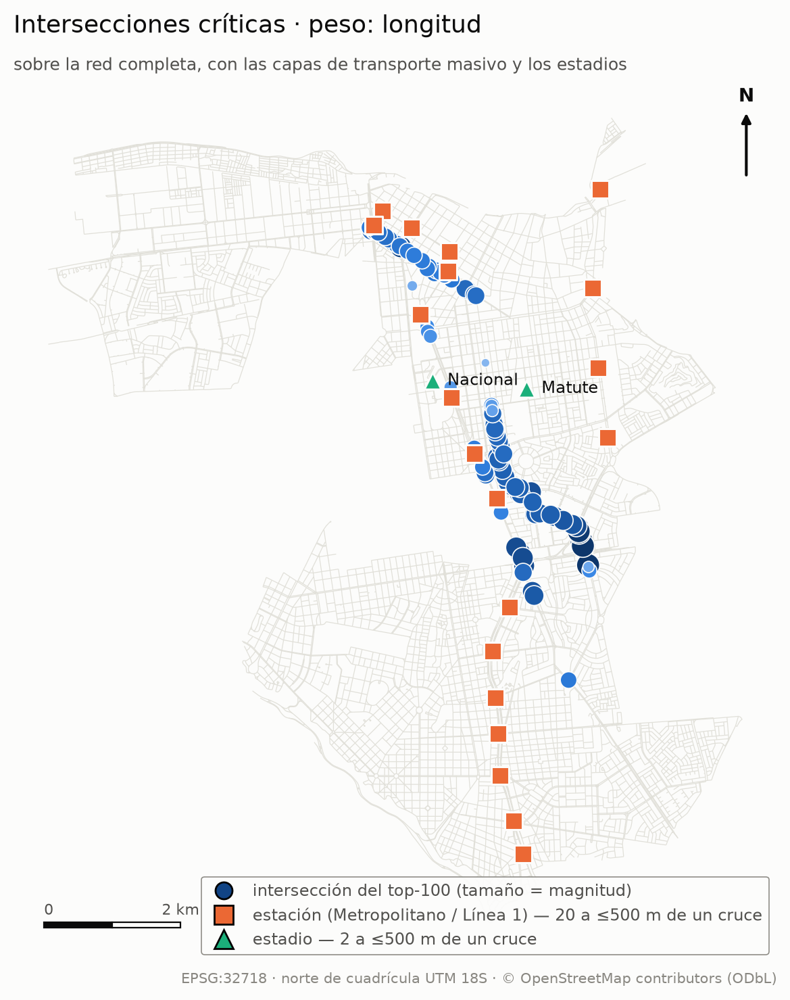 Intersecciones críticas · peso: longitud
sobre la red completa, con las capas de transporte masivo y los estadios
N
Nacional
Matute
0
2 km
intersección del top-100 (tamaño = magnitud)
estación (Metropolitano / Línea 1) — 20 a ≤500 m de un cruce
estadio — 2 a ≤500 m de un cruce
EPSG:32718 · norte de cuadrícula UTM 18S · © OpenStreetMap contributors (ODbL)